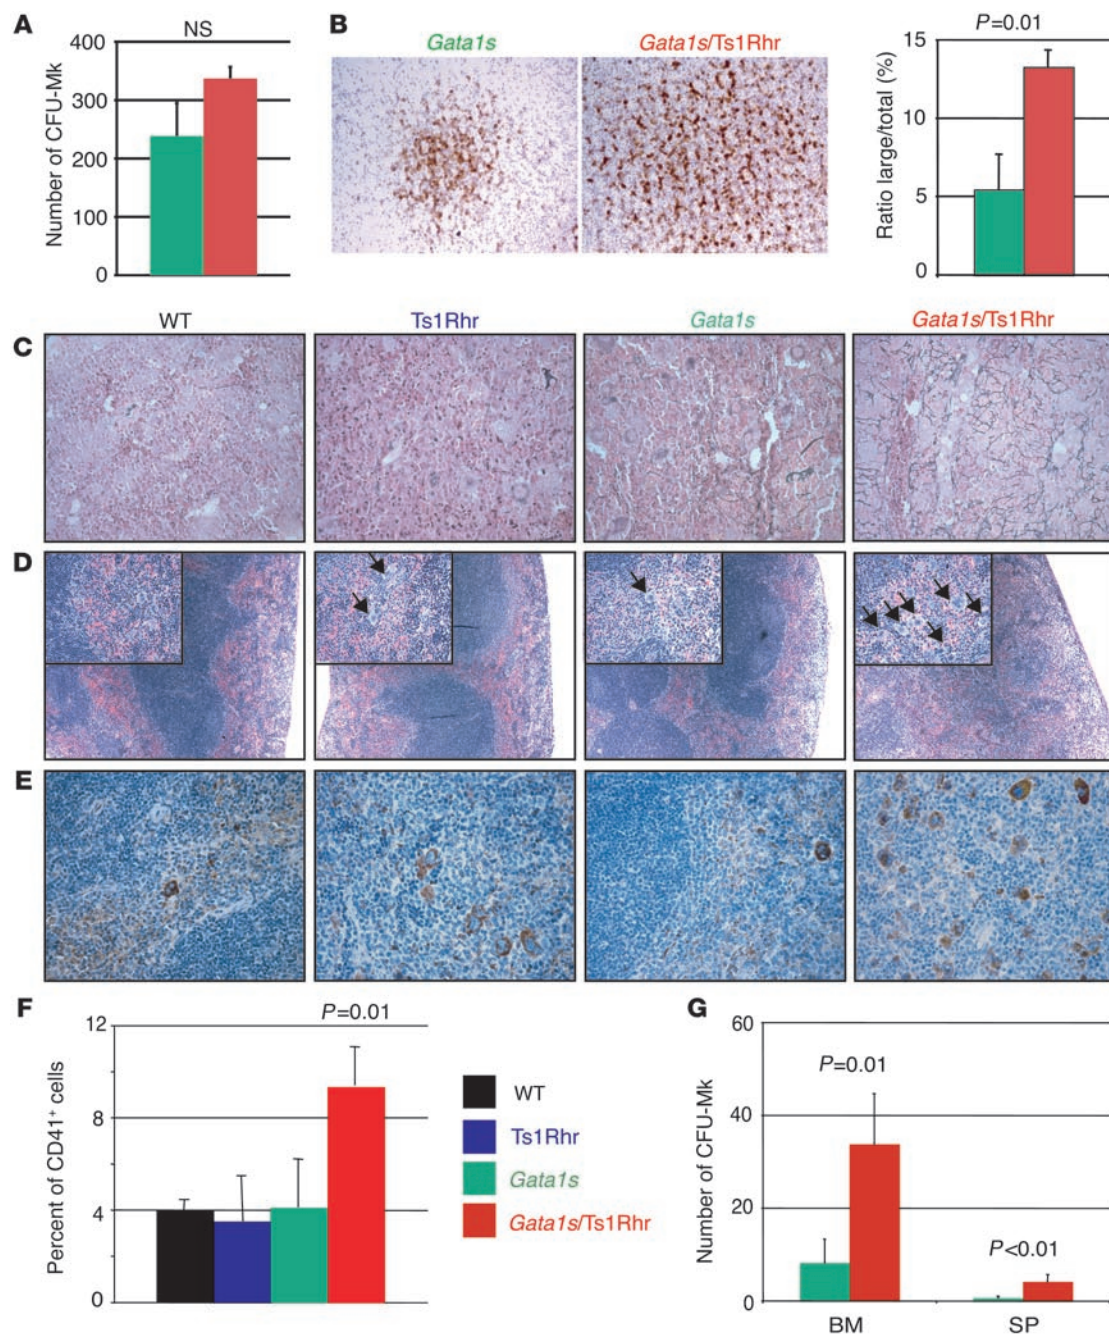 A
NS
400
300
200
100
0
Number of CFU-Mk
B
Gata1s
Gata1s/Ts1Rhr
P=0.01
15
10
5
0
Ratio large/total (%)
WT
Ts1Rhr
Gata1s
Gata1s/Ts1Rhr
C
D
E
F
P=0.01
12
8
4
0
Percent of CD41+ cells
WT
Ts1Rhr
Gata1s
Gata1s/Ts1Rhr
G
60
40
20
0
Number of CFU-Mk
P=0.01
P<0.01
BM
SP